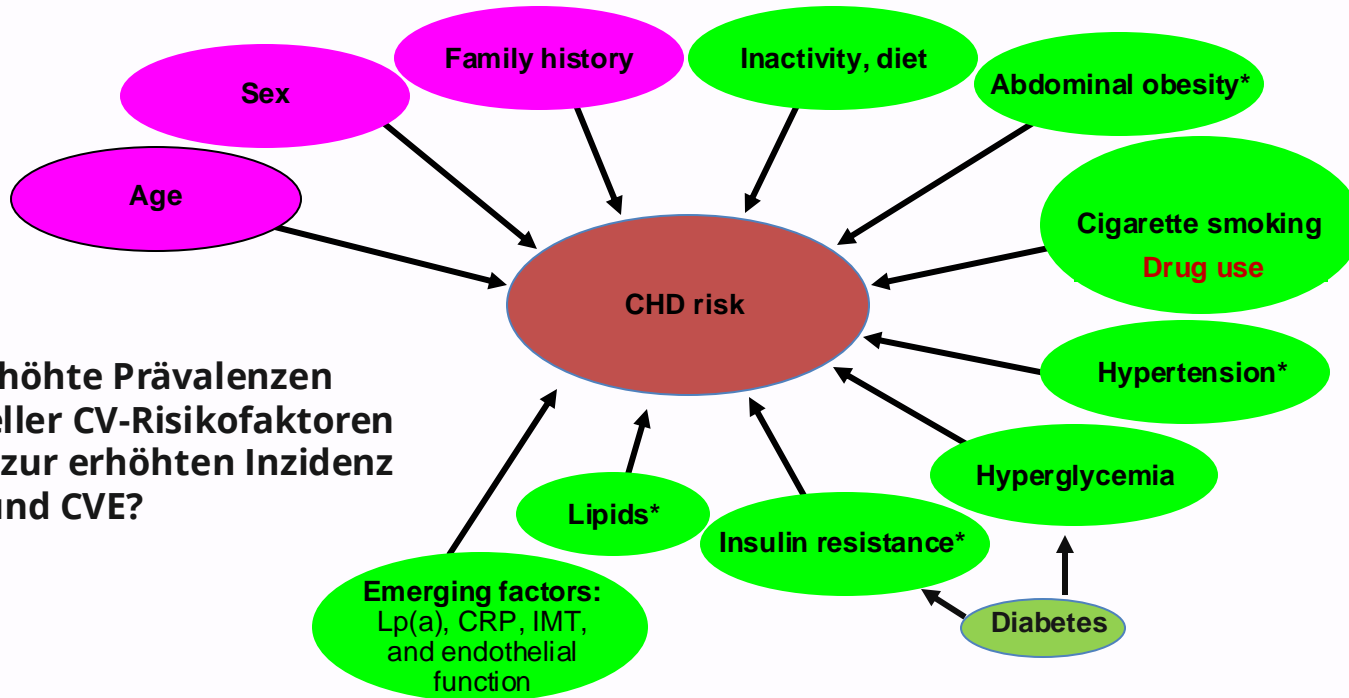 Family history
Inactivity, diet
Sex
Abdominal obesity*
Age
Cigarette smoking
Drug use
CHD risk
höhte Prävalenzen
eller CV-Risikofaktoren
zur erhöhten Inzidenz
und CVE?
Hypertension*
Hyperglycemia
Lipids*
Insulin resistance*
Emerging factors:
Lp(a), CRP, IMT,
and endothelial
function
Diabetes